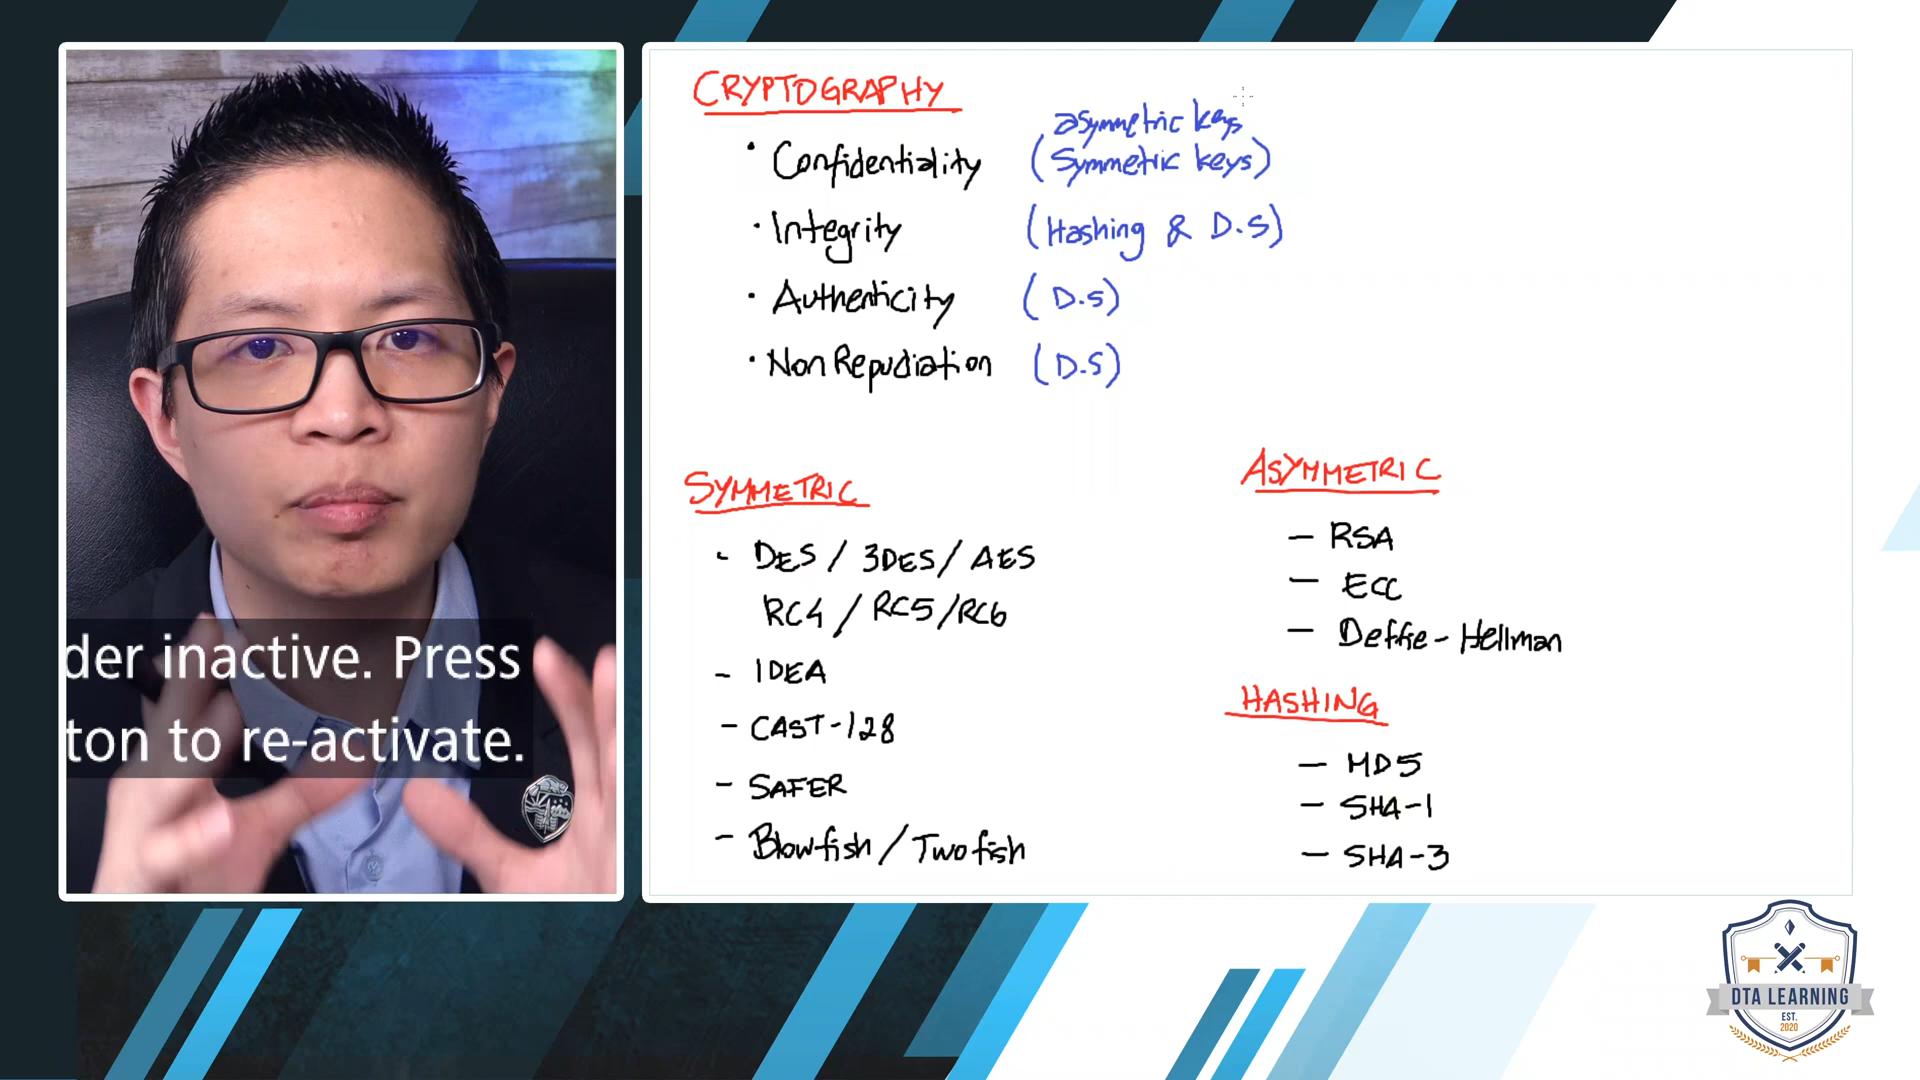 der inactive. Press
ton to re-activate.
CRYPTOGRAPHY
asymmetric keys
• Confidentiality (Symmetric keys)
• Integrity (Hashing & D.S)
• Authenticity (D.S)
• Non Repudiation (D.S)
SYMMETRIC
- DES / 3DES / AES
RC4 / RC5 / RC6
- IDEA
- CAST-128
- SAFER
- Blowfish / Twofish
ASYMMETRIC
- RSA
- ECC
- Deffie - Hellman
HASHING
- MD5
- SHA-1
- SHA-3
DTA LEARNING
EST.
2020